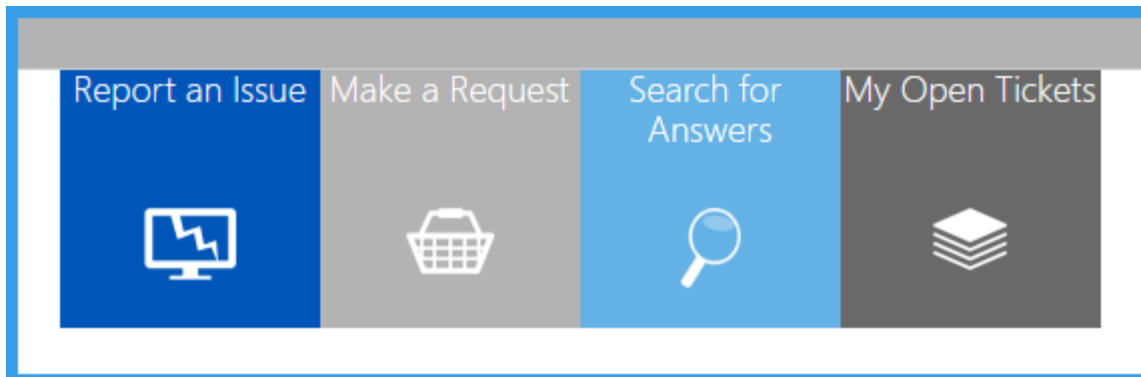 Report an Issue
Make a Request
Search for
Answers
My Open Tickets